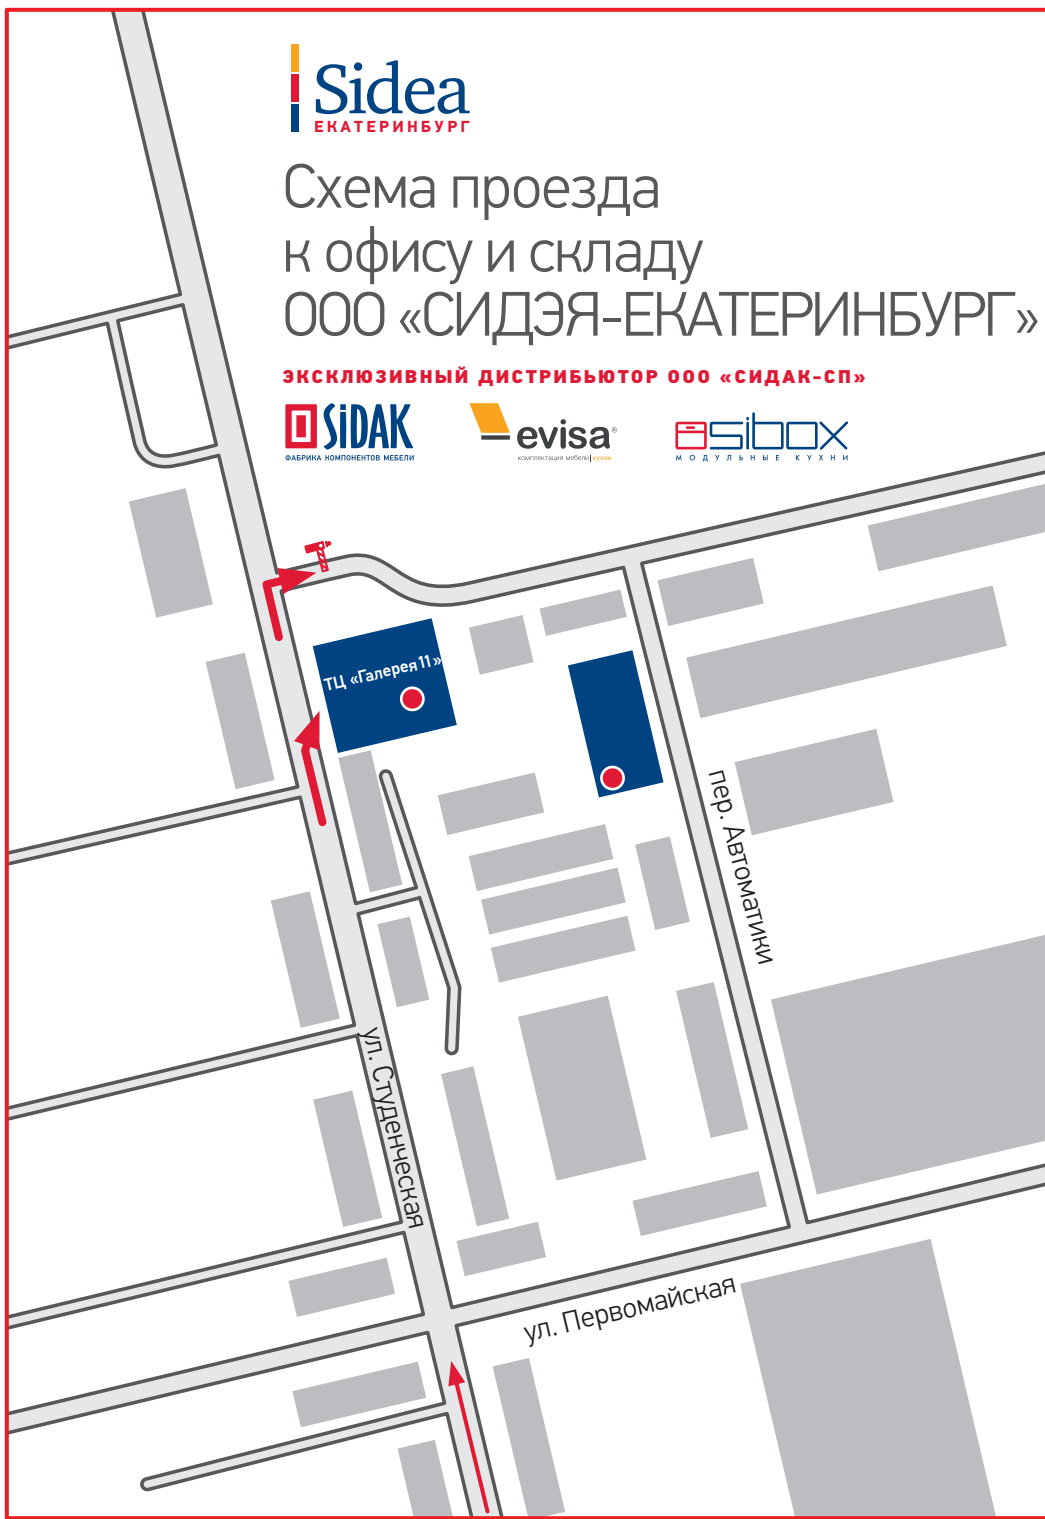 Sidea
ЕКАТЕРИНБУРГ
Схема проезда
к офису и складу
ООО «СИДЭЯ-ЕКАТЕРИНБУРГ»
ЭКСКЛЮЗИВНЫЙ ДИСТРИБЬЮТОР ООО «СИДАК-СП»
SiDAK
ФАБРИКА КОМПОНЕНТОВ МЕБЕЛИ
evisa®
комплектация мебели|кухни
sibox
МОДУЛЬНЫЕ КУХНИ
ТЦ «Галерея 11»
пер. Автоматики
ул. Студенческая
ул. Первомайская